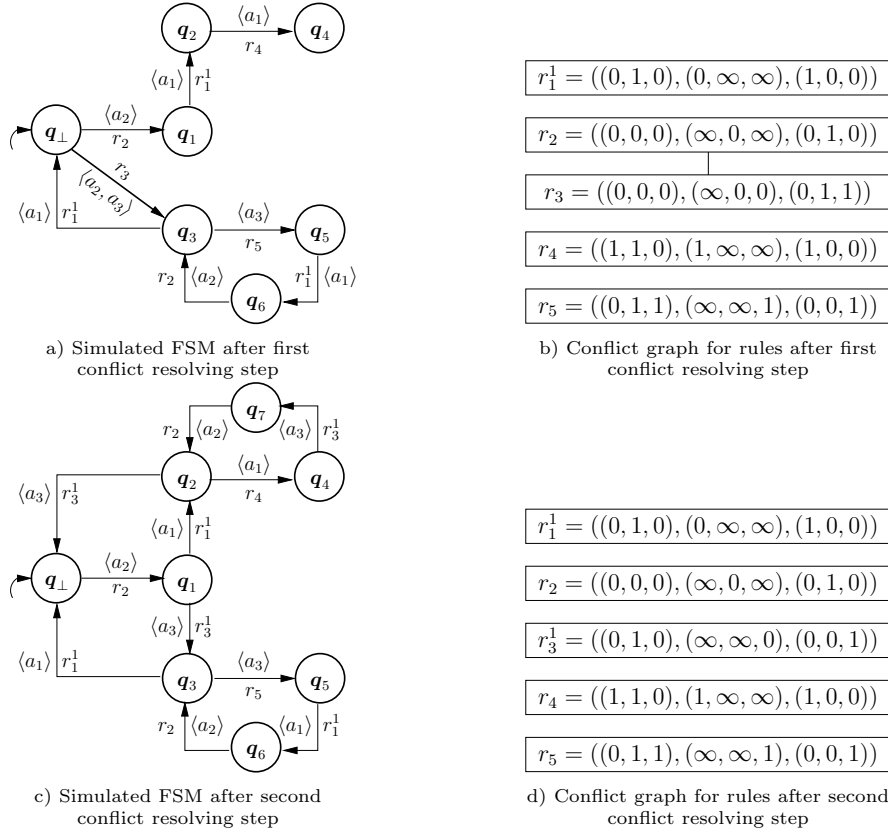 ⟨a₁⟩
q₂
q₄
r₄
⟨a₁⟩ r₁¹
⟨a₂⟩
q⊥
q₁
r₂
r₃
⟨a₂, a₃⟩
⟨a₁⟩ r₁¹
⟨a₃⟩
q₃
q₅
r₅
r₂ ⟨a₂⟩
r₁¹ ⟨a₁⟩
q₆
a) Simulated FSM after first
conflict resolving step
r₁¹ = ((0, 1, 0), (0, ∞, ∞), (1, 0, 0))
r₂ = ((0, 0, 0), (∞, 0, ∞), (0, 1, 0))
r₃ = ((0, 0, 0), (∞, 0, 0), (0, 1, 1))
r₄ = ((1, 1, 0), (1, ∞, ∞), (1, 0, 0))
r₅ = ((0, 1, 1), (∞, ∞, 1), (0, 0, 1))
b) Conflict graph for rules after first
conflict resolving step
q₇
r₂ ⟨a₂⟩
⟨a₃⟩ r₃¹
⟨a₁⟩
q₂
q₄
r₄
⟨a₃⟩ r₃¹
⟨a₁⟩ r₁¹
⟨a₂⟩
q⊥
q₁
r₂
⟨a₃⟩ r₃¹
⟨a₁⟩ r₁¹
⟨a₃⟩
q₃
q₅
r₅
r₂ ⟨a₂⟩
⟨a₁⟩ r₁¹
q₆
c) Simulated FSM after second
conflict resolving step
r₁¹ = ((0, 1, 0), (0, ∞, ∞), (1, 0, 0))
r₂ = ((0, 0, 0), (∞, 0, ∞), (0, 1, 0))
r₃¹ = ((0, 1, 0), (∞, ∞, 0), (0, 0, 1))
r₄ = ((1, 1, 0), (1, ∞, ∞), (1, 0, 0))
r₅ = ((0, 1, 1), (∞, ∞, 1), (0, 0, 1))
d) Conflict graph for rules after second
conflict resolving step